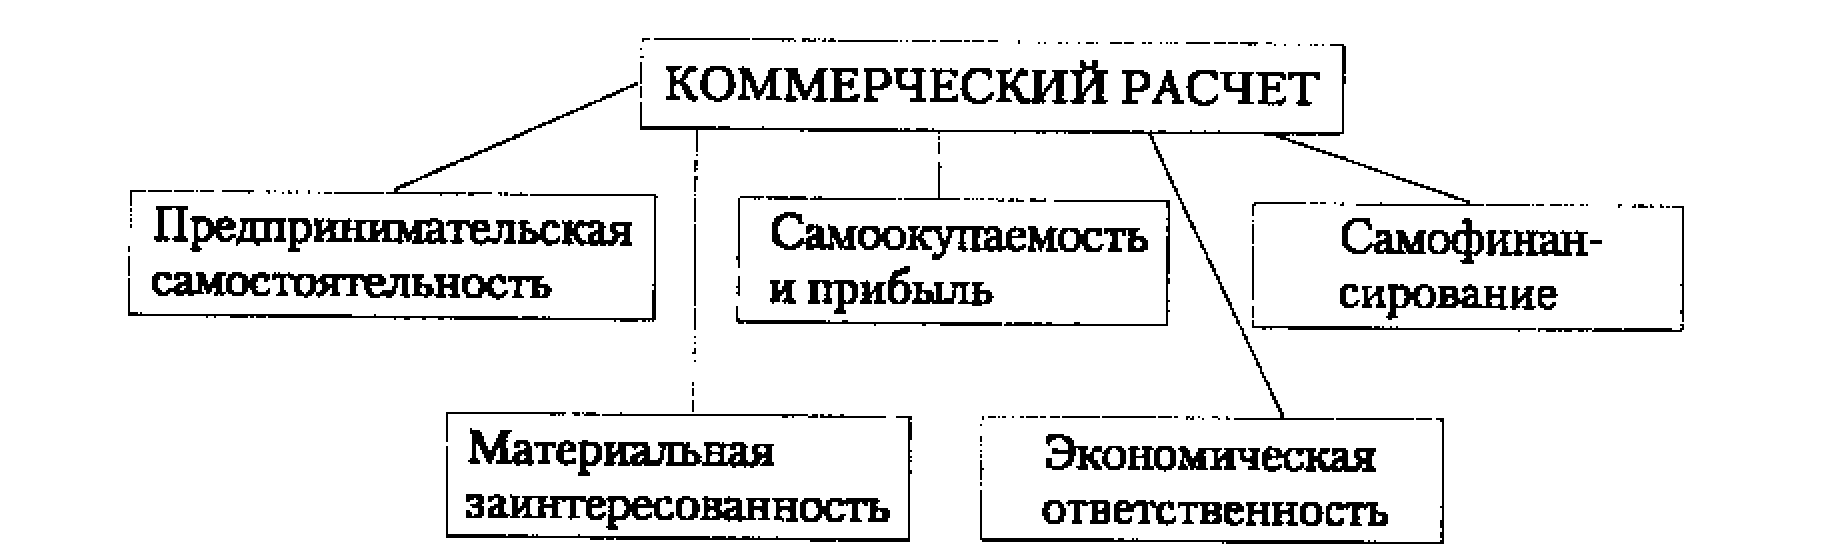 КОММЕРЧЕСКИЙ РАСЧЕТ
Предпринимательская
самостоятельность
Самоокупаемость
и прибыль
Самофинан-
сирование
Материальная
заинтересованность
Экономическая
ответственность